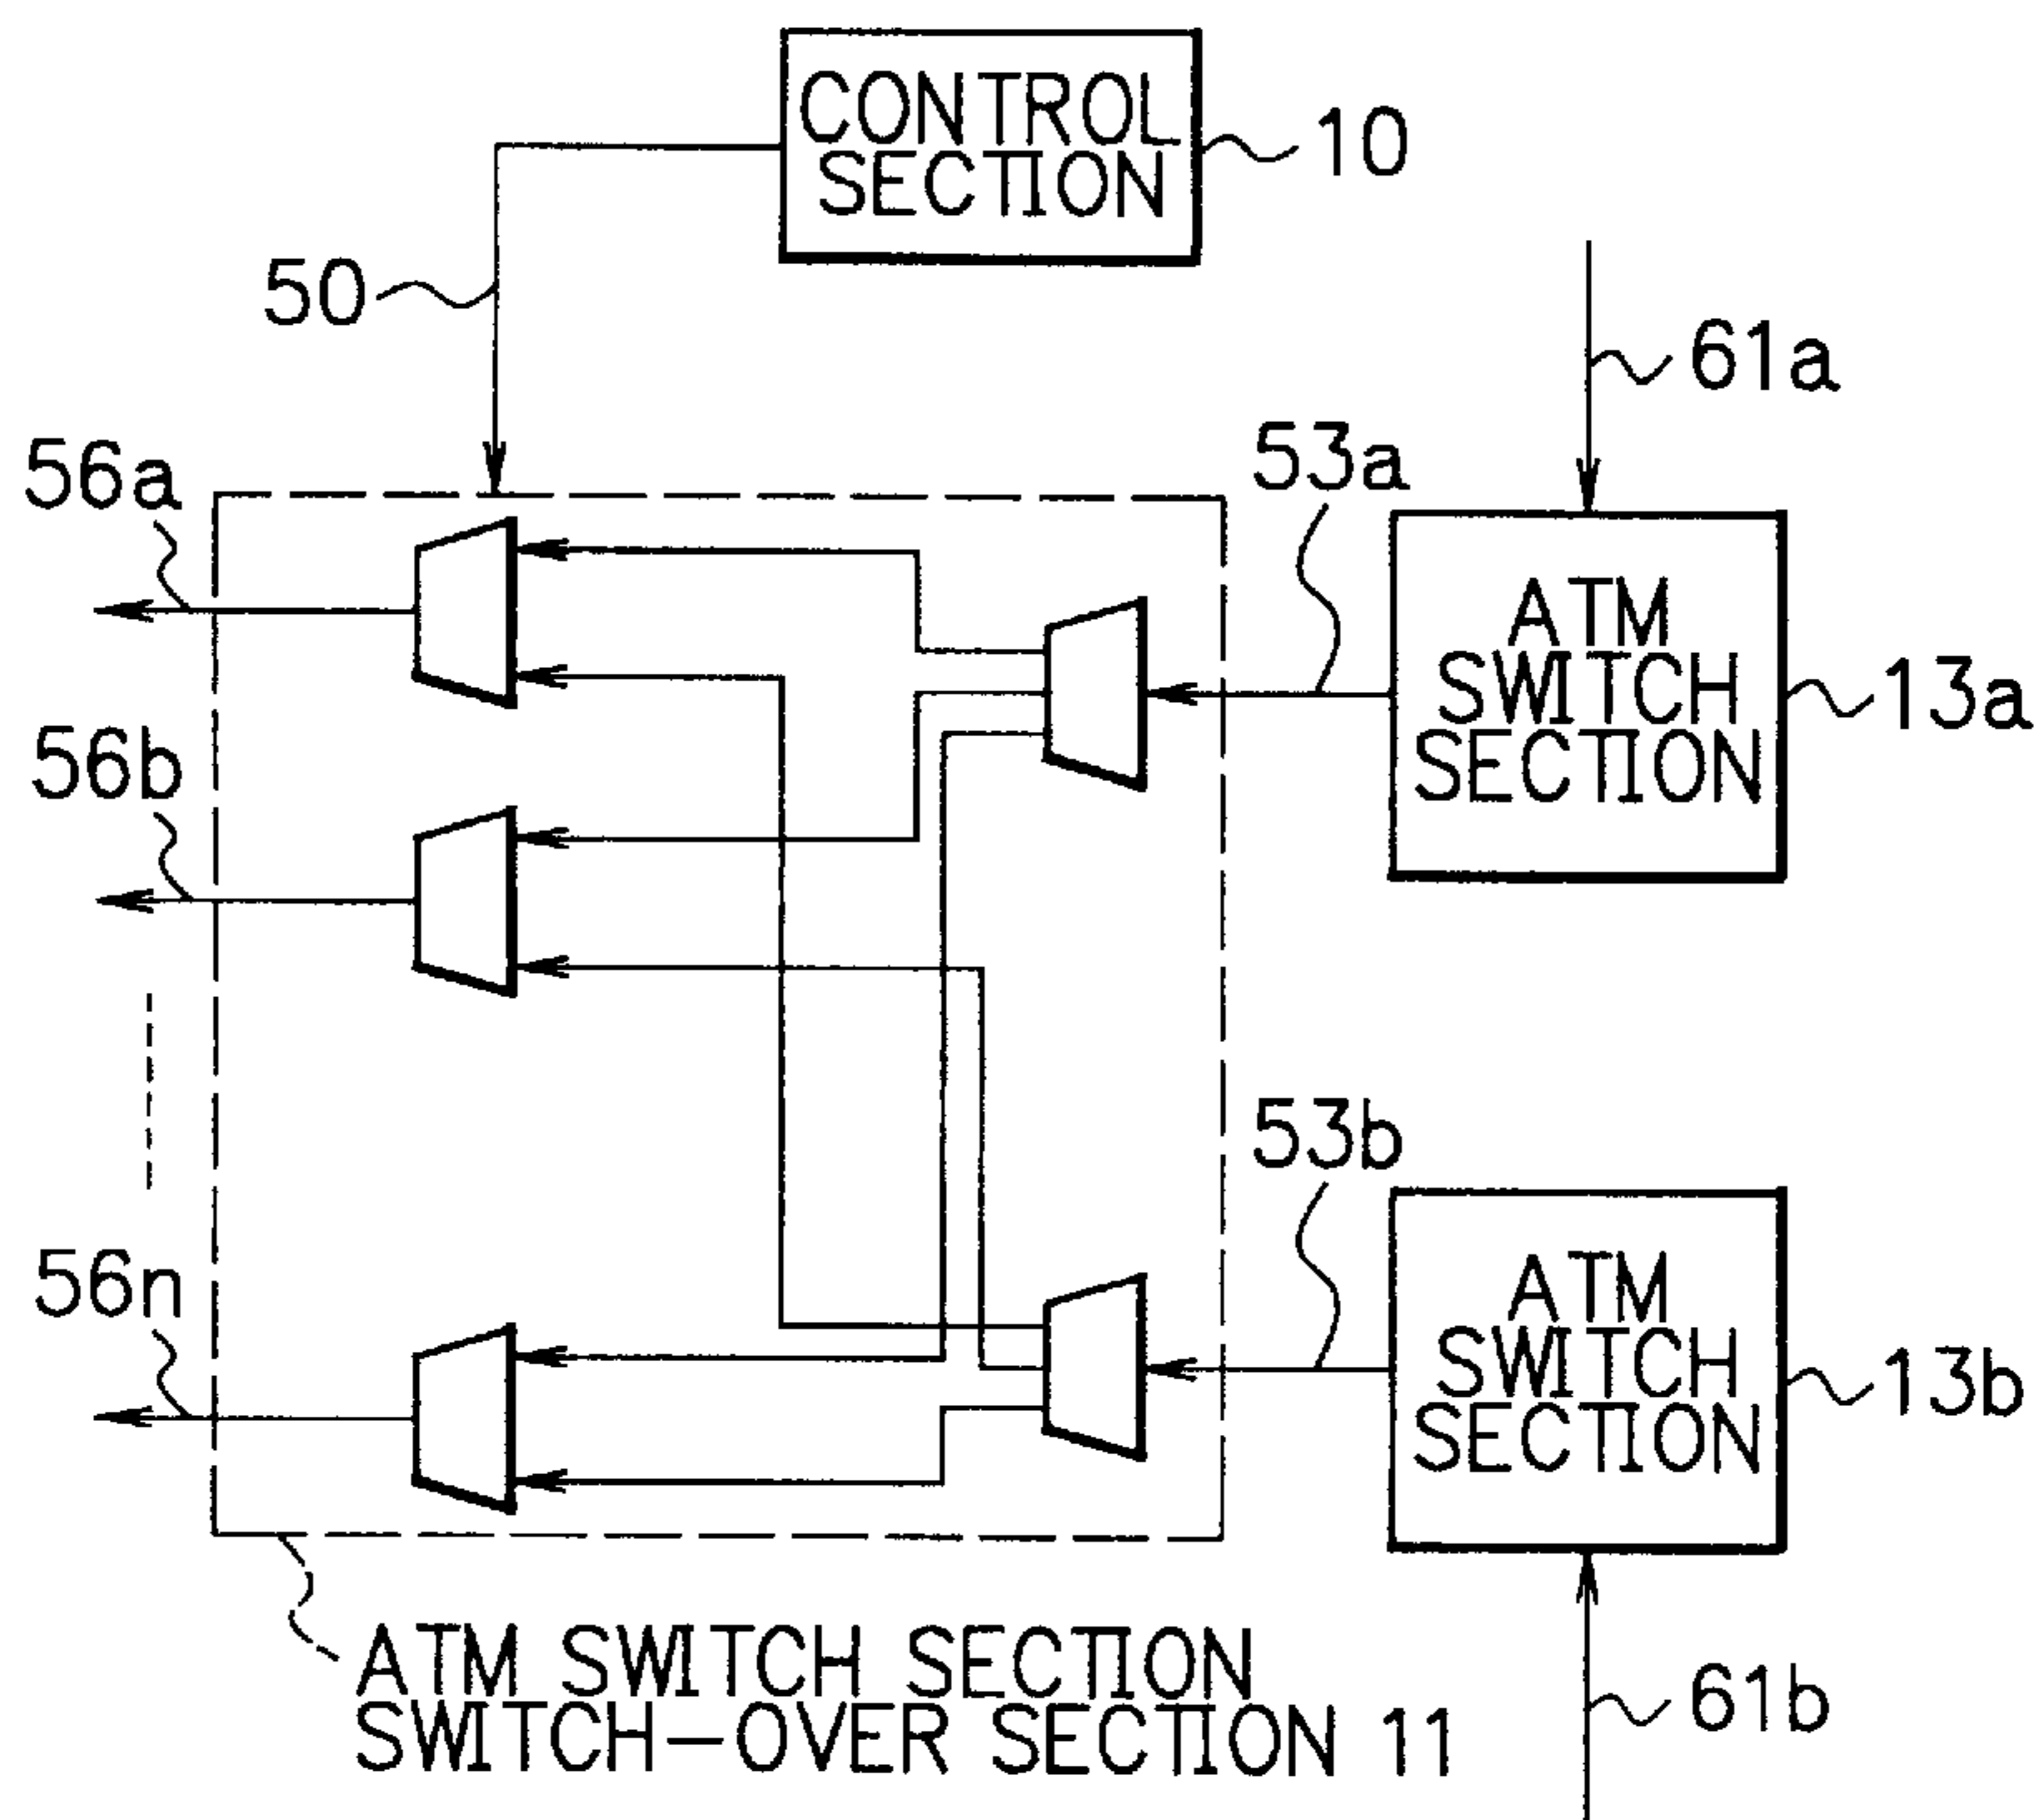 CONTROL
SECTION
10
50
61a
56a
53a
ATM
SWITCH
SECTION
13a
56b
53b
56n
ATM
SWITCH
SECTION
13b
ATM SWITCH SECTION
SWITCH-OVER SECTION 11
61b